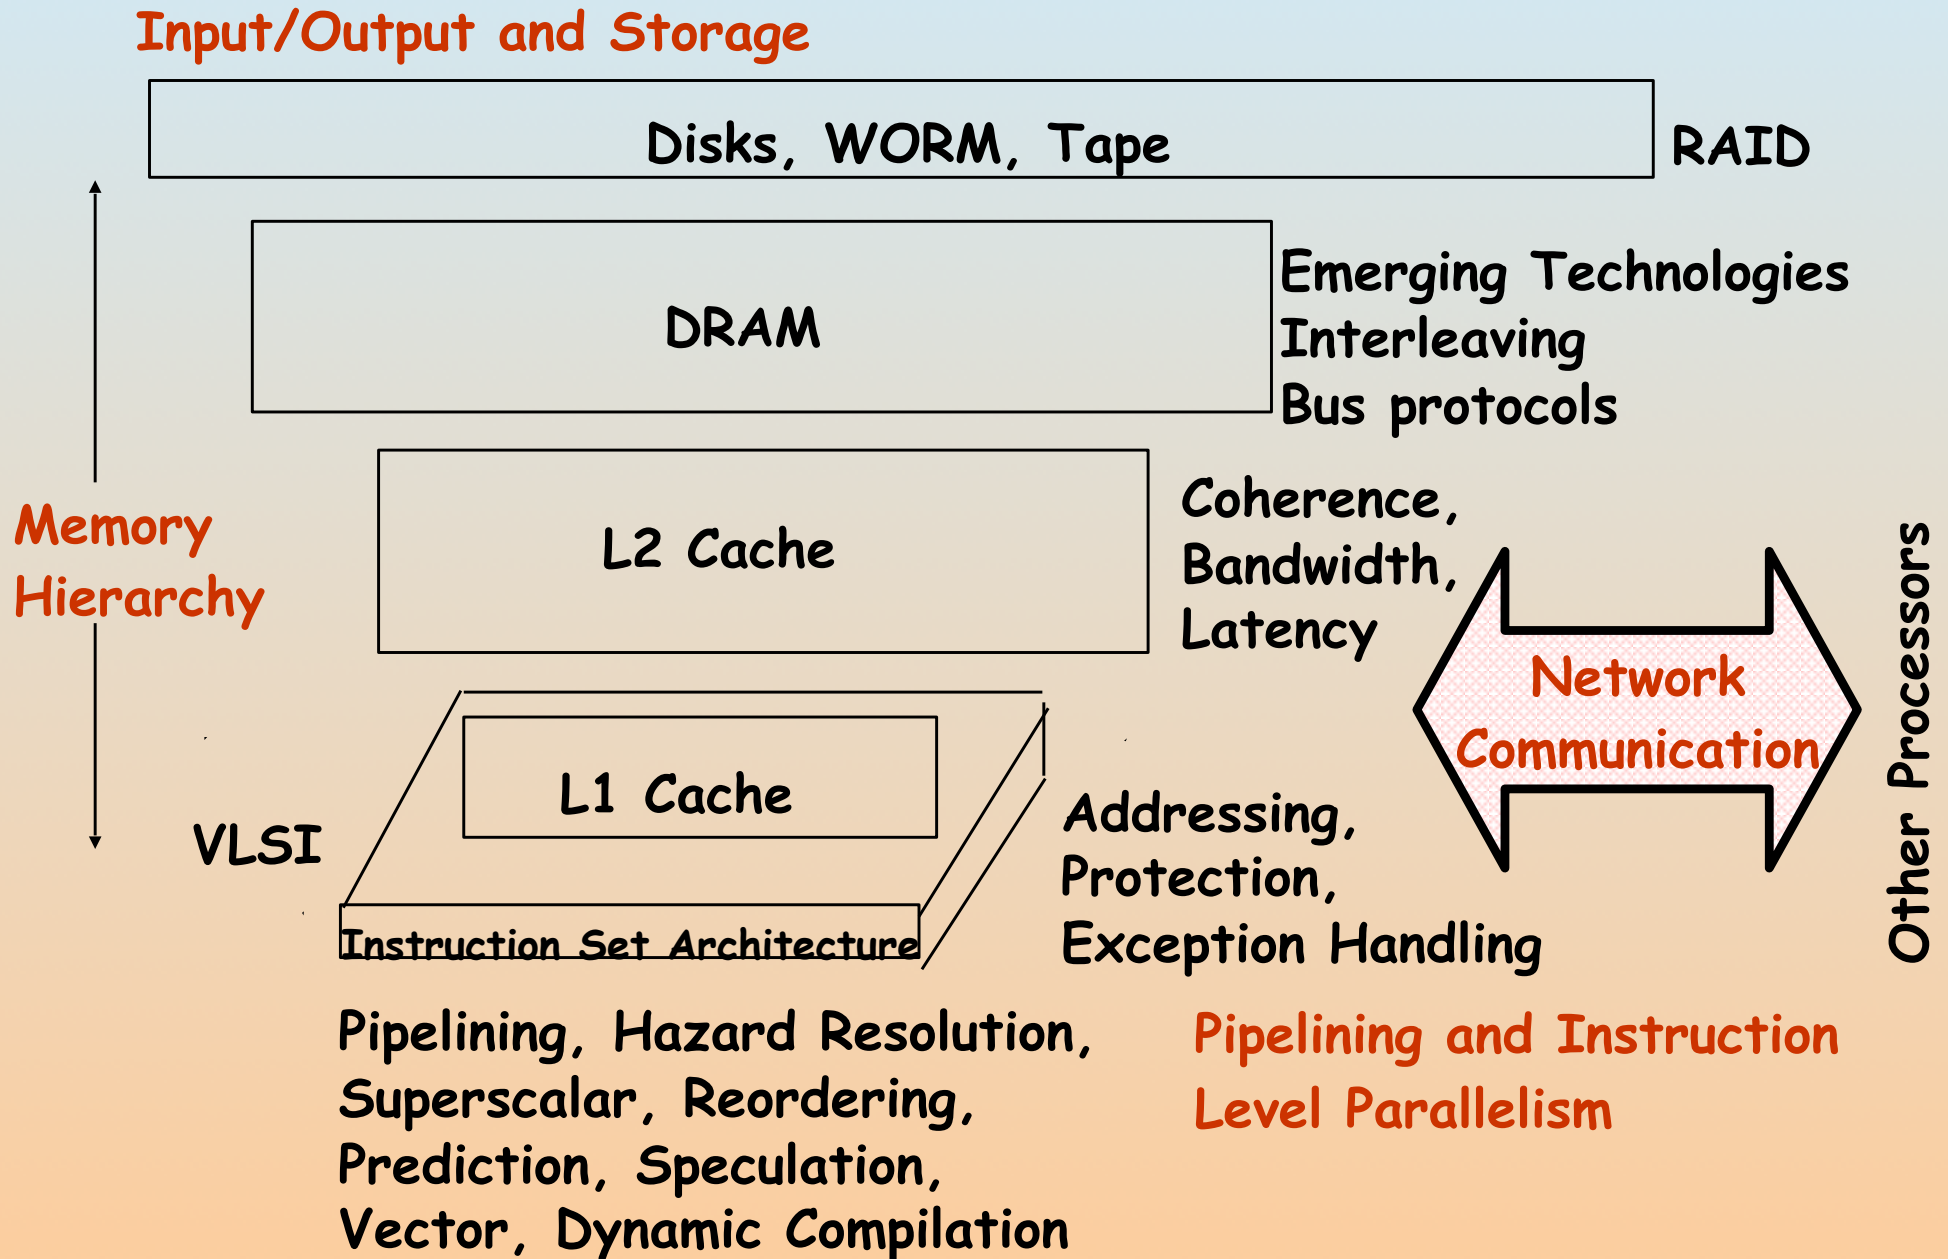 Input/Output and Storage
Disks, WORM, Tape
RAID
DRAM
Emerging Technologies
Interleaving
Bus protocols
Memory
Hierarchy
L2 Cache
Coherence,
Bandwidth,
Latency
Network
Communication
Other Processors
L1 Cache
VLSI
Instruction Set Architecture
Addressing,
Protection,
Exception Handling
Pipelining, Hazard Resolution,
Superscalar, Reordering,
Prediction, Speculation,
Vector, Dynamic Compilation
Pipelining and Instruction
Level Parallelism